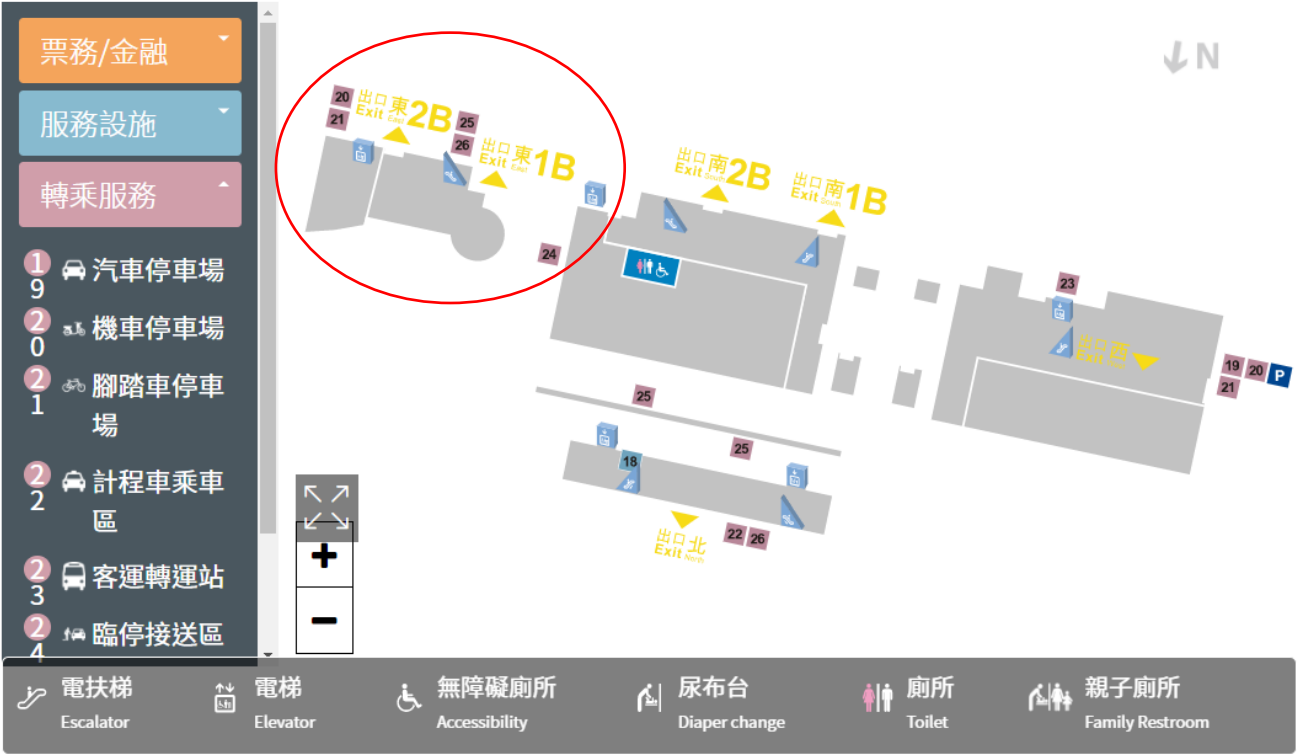 票務/金融
服務設施
轉乘服務
19 汽車停車場
20 機車停車場
21 腳踏車停車
場
22 計程車乘車
區
23 客運轉運站
24 臨停接送區
N
20
21
出口東2B
Exit East
25
26
出口東1B
Exit East
出口南2B
Exit South
出口南1B
Exit South
24
23
出口西
Exit
19 20 P
21
25
25
18
出口北
Exit North
22 26
+
−
電扶梯
Escalator
電梯
Elevator
無障礙廁所
Accessibility
尿布台
Diaper change
廁所
Toilet
親子廁所
Family Restroom